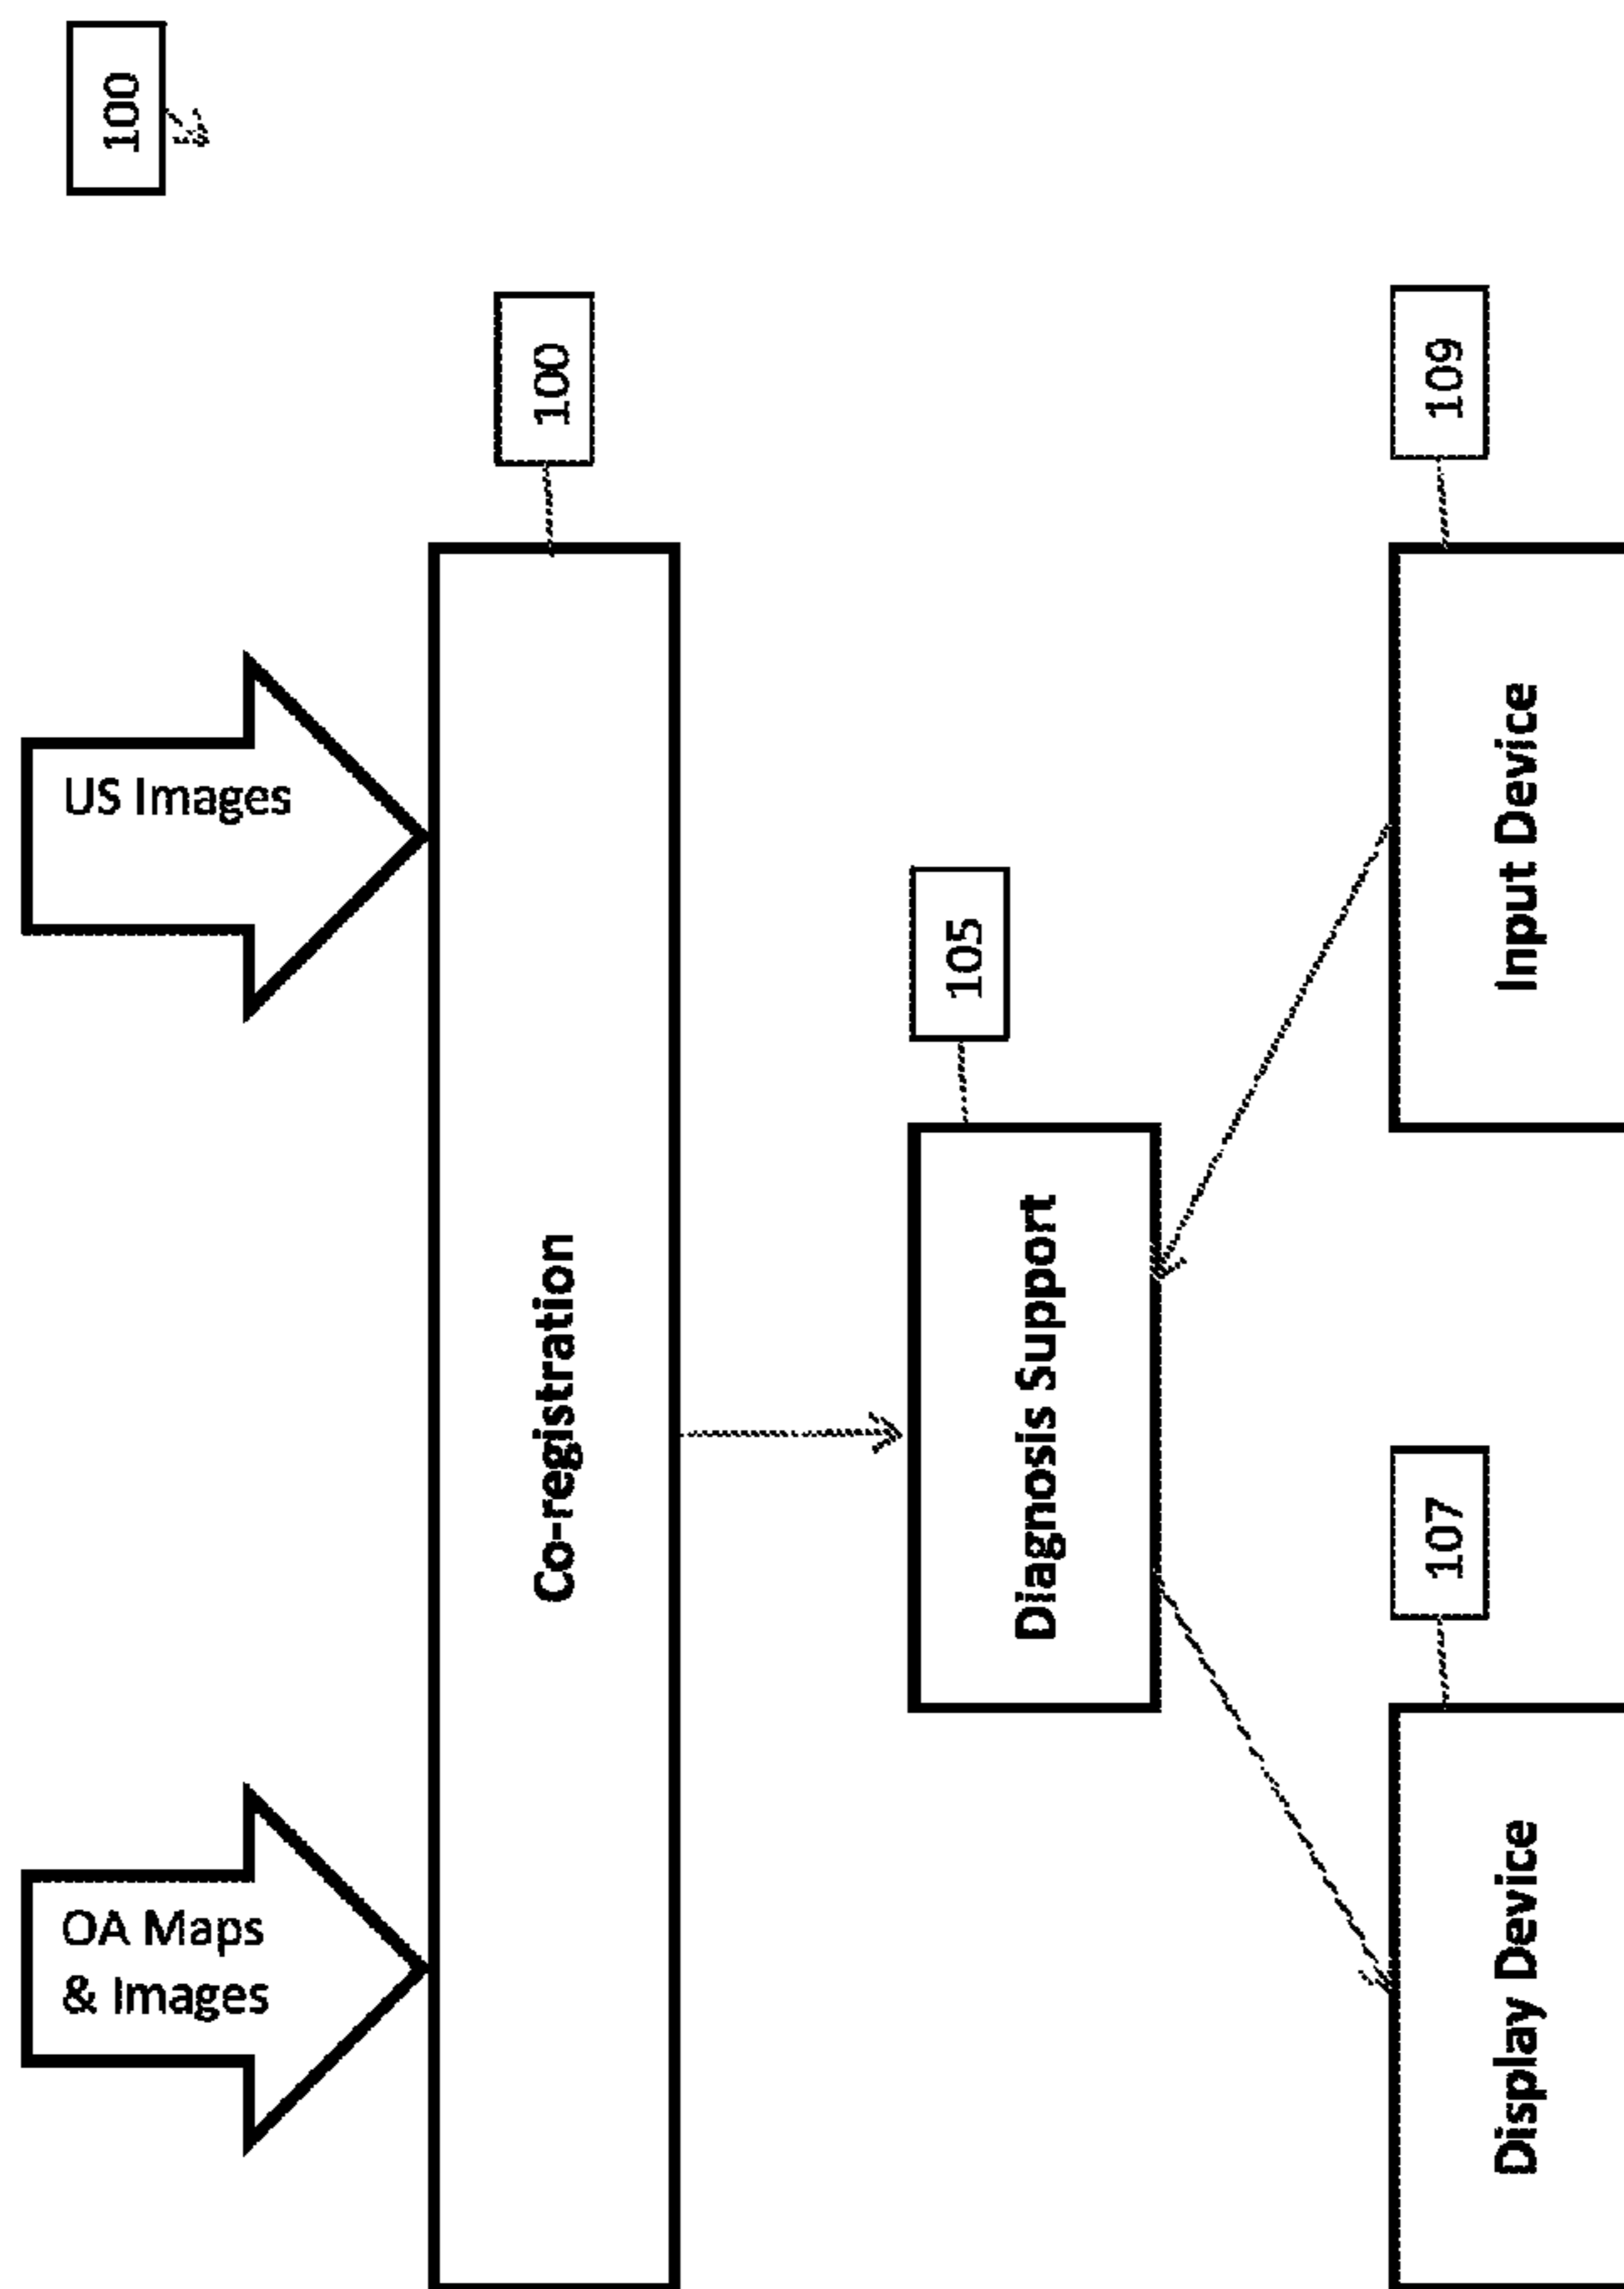 100
US Images
OA Maps
& Images
100
Co-registration
105
Diagnosis Support
109
Input Device
107
Display Device